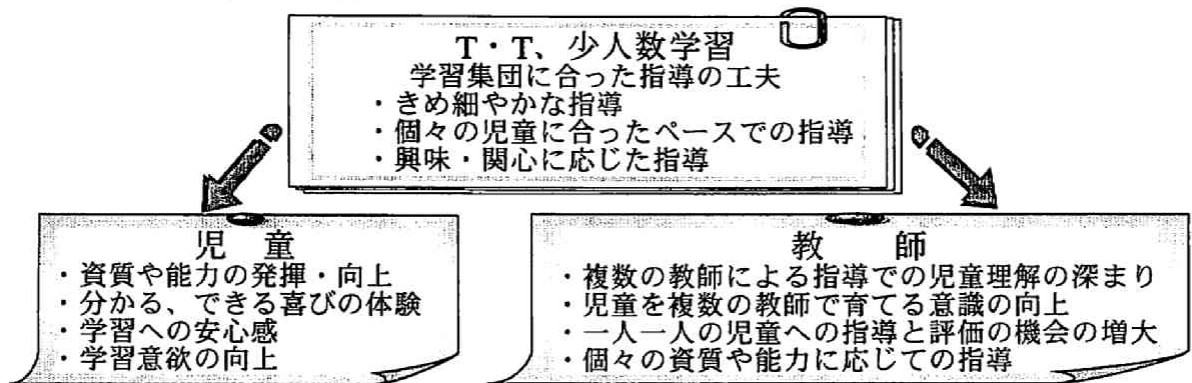 T・T、少人数学習
学習集団に合った指導の工夫
・きめ細やかな指導
・個々の児童に合ったペースでの指導
・興味・関心に応じた指導
児　童
・資質や能力の発揮・向上
・分かる、できる喜びの体験
・学習への安心感
・学習意欲の向上
教　師
・複数の教師による指導での児童理解の深まり
・児童を複数の教師で育てる意識の向上
・一人一人の児童への指導と評価の機会の増大
・個々の資質や能力に応じての指導